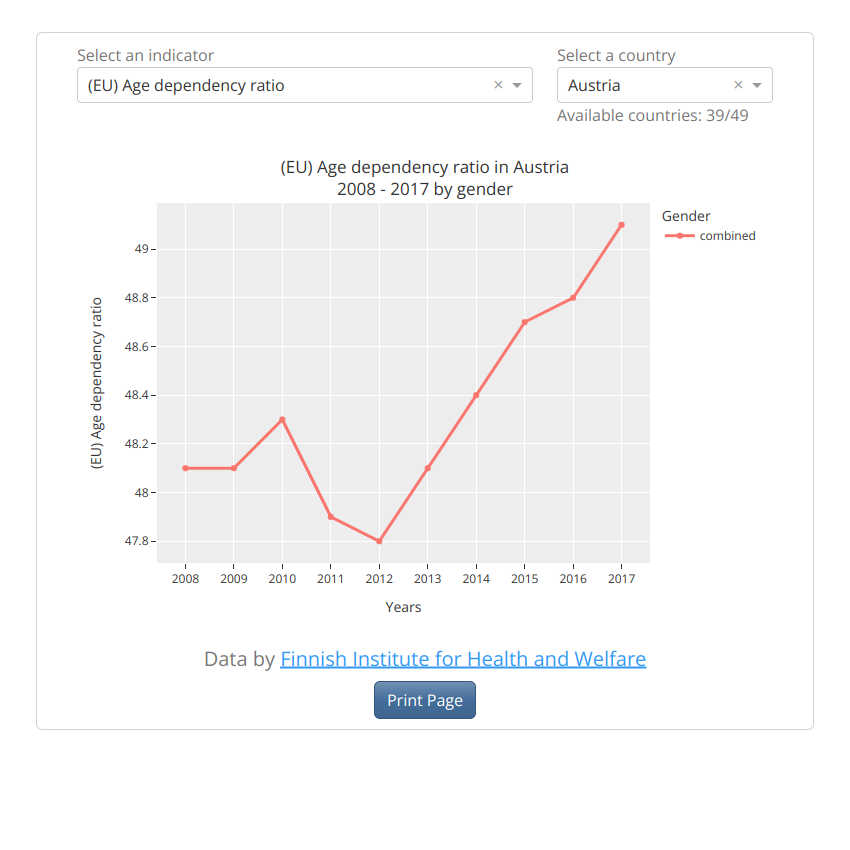 Select an indicator
Select a country
(EU) Age dependency ratio
Austria
Available countries: 39/49
(EU) Age dependency ratio in Austria
2008 - 2017 by gender
Gender
combined
49
48.8
48.6
48.4
48.2
48
47.8
(EU) Age dependency ratio
2008 2009 2010 2011 2012 2013 2014 2015 2016 2017
Years
Data by Finnish Institute for Health and Welfare
Print Page